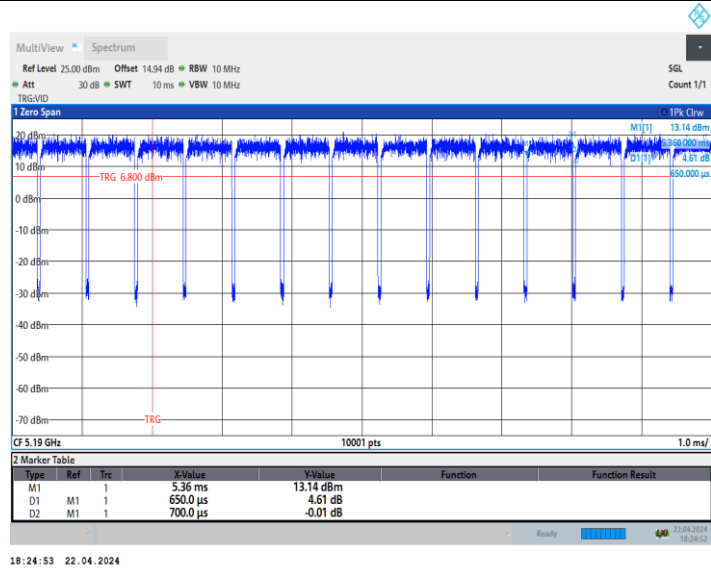 MultiView Spectrum
Ref Level 25.00 dBm Offset 14.94 dB RBW 10 MHz SGL
Att 30 dB SWT 10 ms VBW 10 MHz Count 1/1
TRG:VID
1 Zero Span 1Pk Clrw
M1[1] 13.14 dBm
5.360 000 ms
D1[1] 4.61 dB
650.000 µs
20 dBm
10 dBm
TRG 6.800 dBm
0 dBm
-10 dBm
-20 dBm
-30 dBm
-40 dBm
-50 dBm
-60 dBm
-70 dBm
TRG
CF 5.19 GHz 10001 pts 1.0 ms/
2 Marker Table
Type Ref Trc X-Value Y-Value Function Function Result
M1 1 5.36 ms 13.14 dBm
D1 M1 1 650.0 µs 4.61 dB
D2 M1 1 700.0 µs -0.01 dB
Ready 22.04.2024
18:24:52
18:24:53 22.04.2024